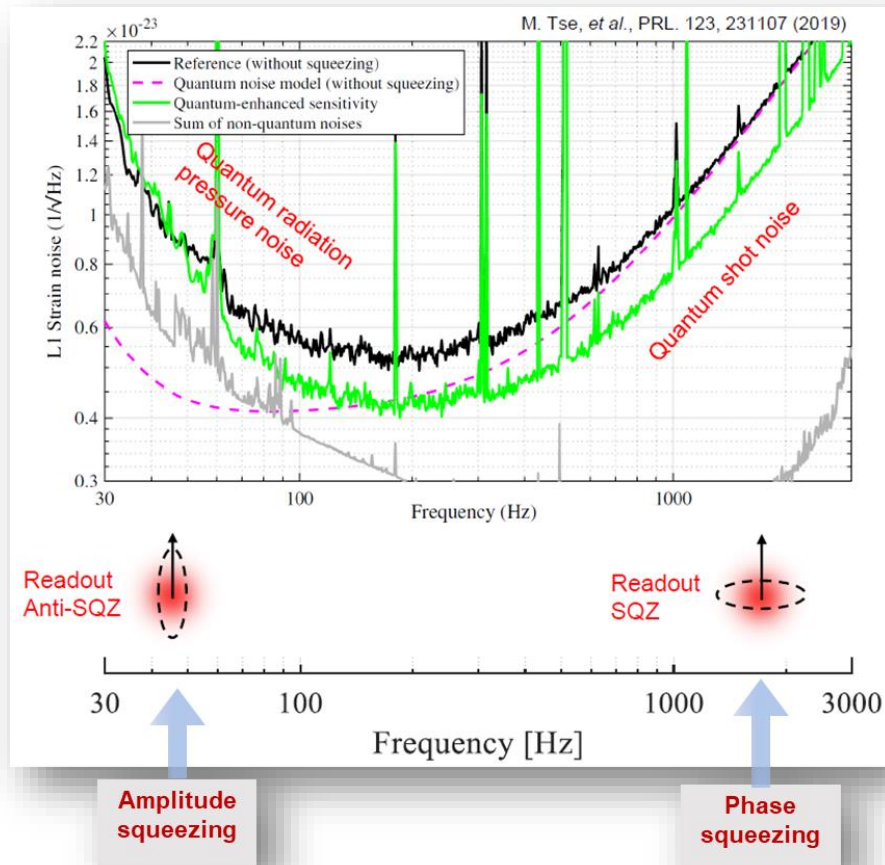 M. Tse, et al., PRL. 123, 231107 (2019)
×10⁻²³
2.2
2
1.8
1.6
1.4
1.2
1
0.8
0.6
0.4
0.3
L1 Strain noise (1/√Hz)
Reference (without squeezing)
Quantum noise model (without squeezing)
Quantum-enhanced sensitivity
Sum of non-quantum noises
Quantum radiation
pressure noise
Quantum shot noise
30 100 1000
Frequency (Hz)
Readout
Anti-SQZ
Readout
SQZ
30 100 1000 3000
Frequency [Hz]
Amplitude
squeezing
Phase
squeezing